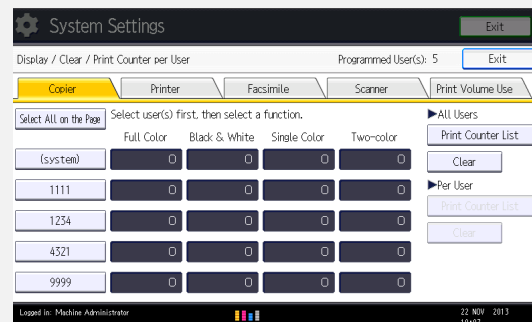 System Settings
Exit
Display / Clear / Print Counter per User
Programmed User(s): 5
Exit
Copier
Printer
Facsimile
Scanner
Print Volume Use
Select All on the Page
Select user(s) first, then select a function.
►All Users
Full Color
Black & White
Single Color
Two-color
Print Counter List
(system)
0
0
0
0
Clear
1111
0
0
0
0
►Per User
Print Counter List
1234
0
0
0
0
Clear
4321
0
0
0
0
9999
0
0
0
0
Logged in: Machine Administrator
22 NOV 2013